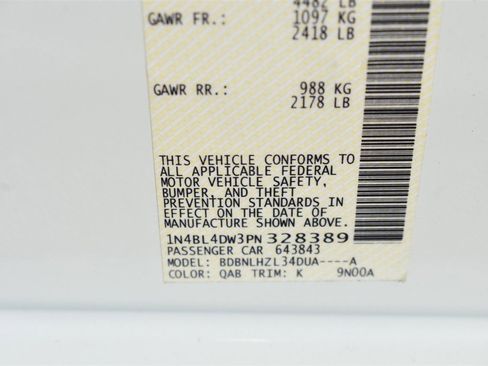 4482 LB
GAWR FR.: 1097 KG
2418 LB
GAWR RR.: 988 KG
2178 LB
THIS VEHICLE CONFORMS TO
ALL APPLICABLE FEDERAL
MOTOR VEHICLE SAFETY,
BUMPER, AND THEFT
PREVENTION STANDARDS IN
EFFECT ON THE DATE OF
MANUFACTURE SHOWN ABOVE.
1N4BL4DW3PN328389
PASSENGER CAR 643843
MODEL: BDBNLHZL34DUA----A
COLOR: QAB TRIM: K 9N00A